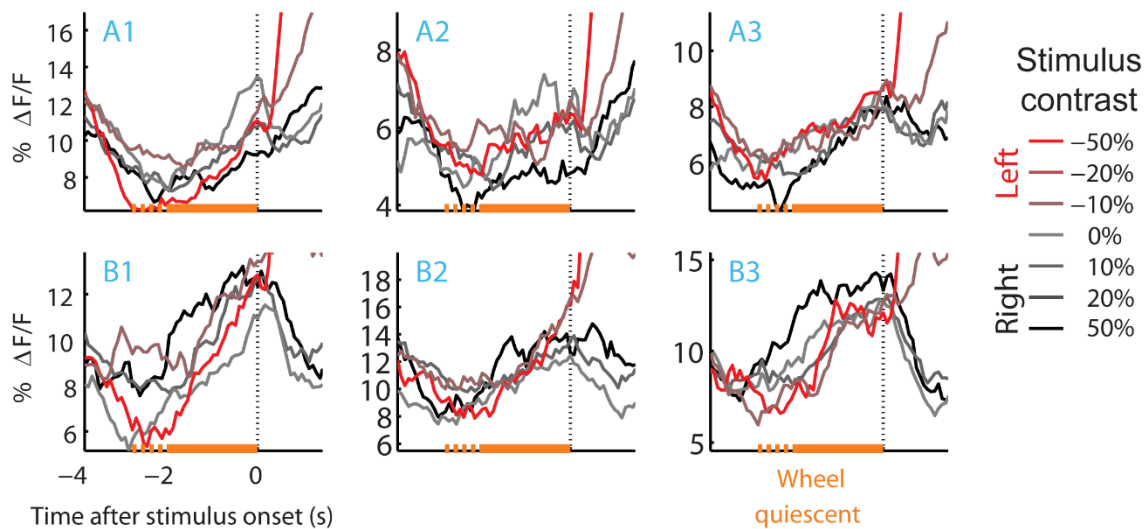 A1
A2
A3
16
14
12
10
8
% ΔF/F
8
6
4
10
8
6
B1
B2
B3
12
10
8
6
% ΔF/F
18
16
14
12
10
8
6
15
10
5
−4
−2
0
Time after stimulus onset (s)
Wheel
quiescent
Stimulus
contrast
Left
−50%
−20%
−10%
0%
Right
10%
20%
50%